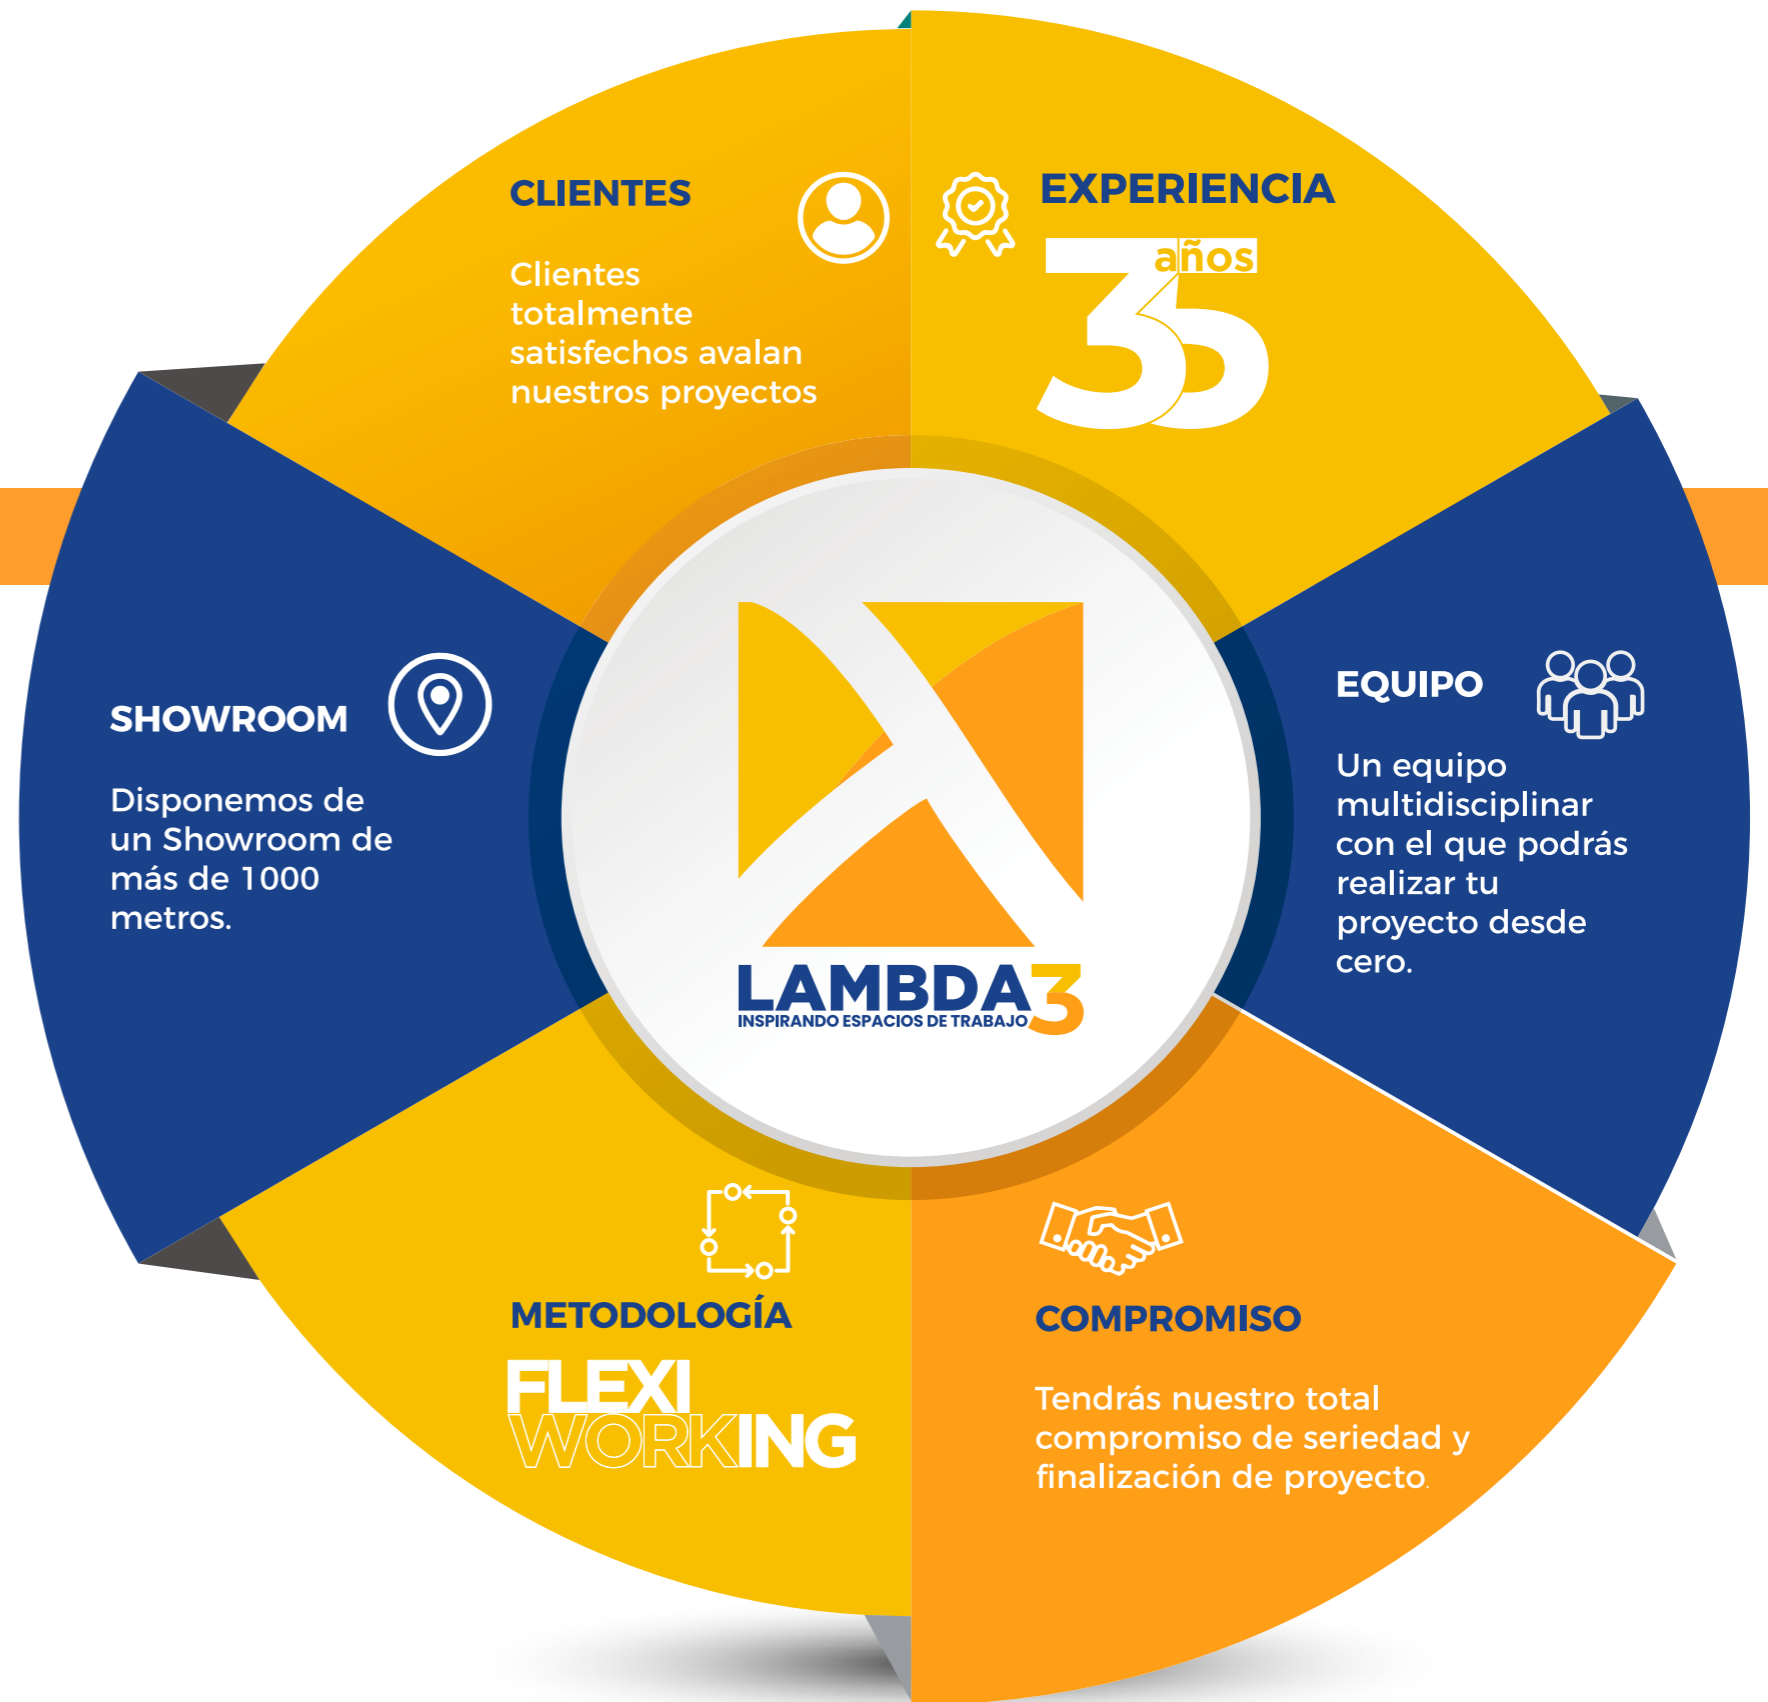 CLIENTES
Clientes
totalmente
satisfechos avalan
nuestros proyectos
EXPERIENCIA
35 años
SHOWROOM
Disponemos de
un Showroom de
más de 1000
metros.
LAMBDA3
INSPIRANDO ESPACIOS DE TRABAJO
EQUIPO
Un equipo
multidisciplinar
con el que podrás
realizar tu
proyecto desde
cero.
METODOLOGÍA
FLEXI
WORKING
COMPROMISO
Tendrás nuestro total
compromiso de seriedad y
finalización de proyecto.